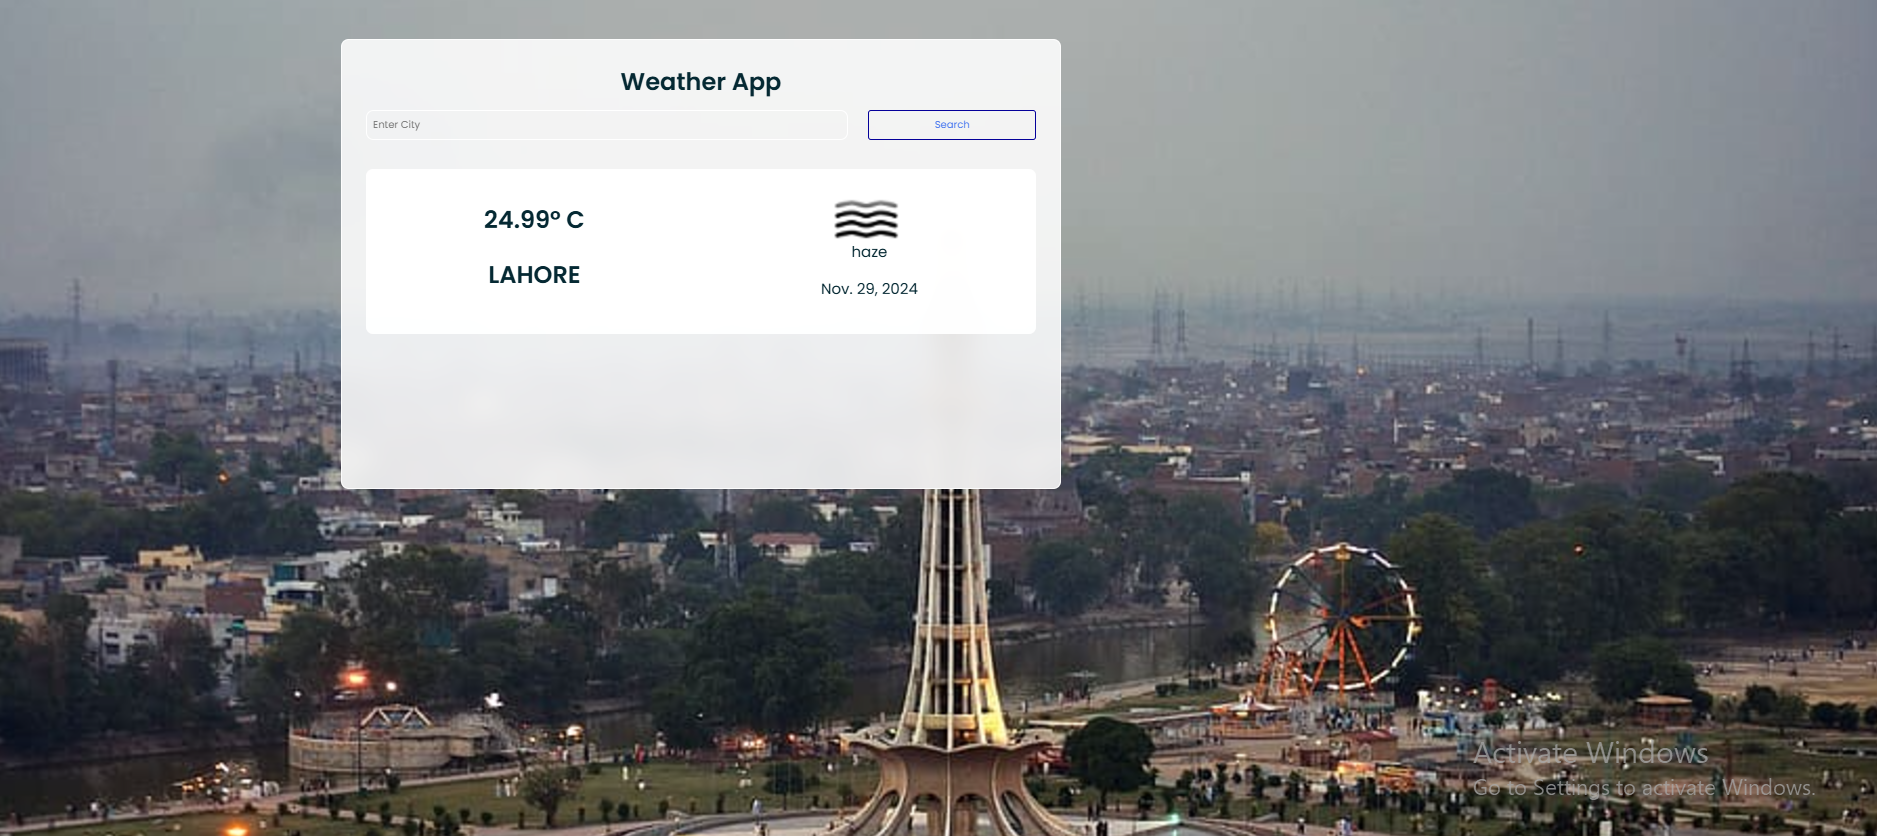 Weather App
Enter City
Search
24.99° C
LAHORE
haze
Nov. 29, 2024
Activate Windows
Go to Settings to activate Windows.